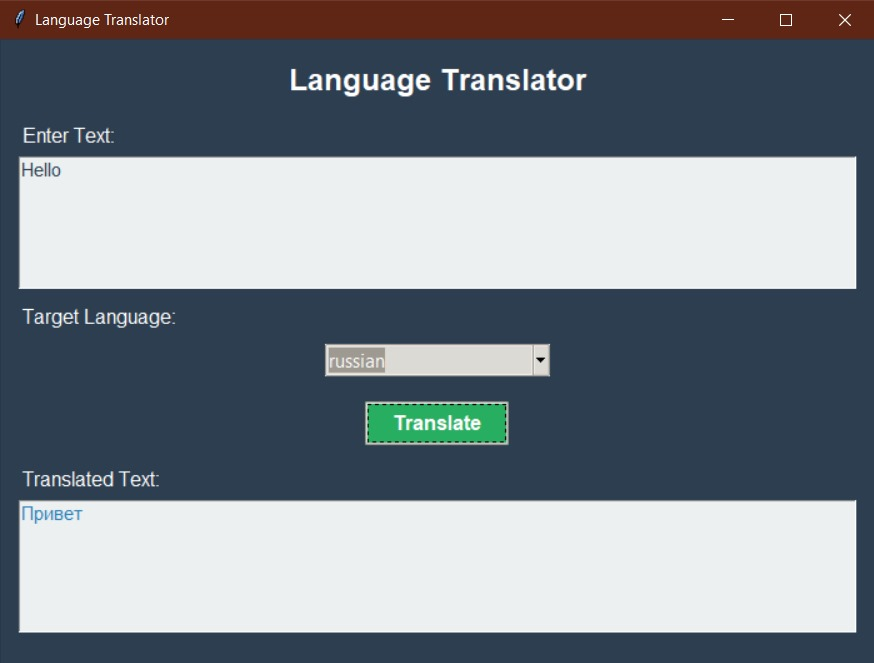 Language Translator
Language Translator
Enter Text:
Hello
Target Language:
russian
Translate
Translated Text:
Привет